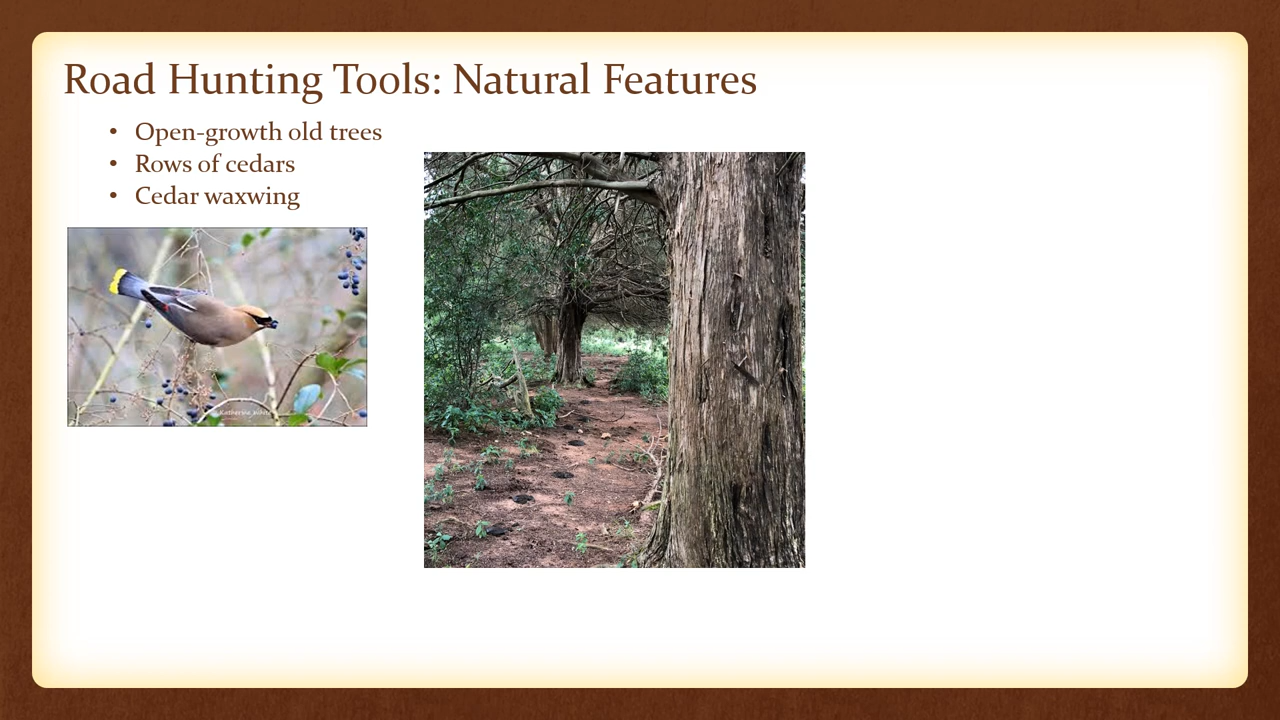 Road Hunting Tools: Natural Features
• Open-growth old trees
• Rows of cedars
• Cedar waxwing